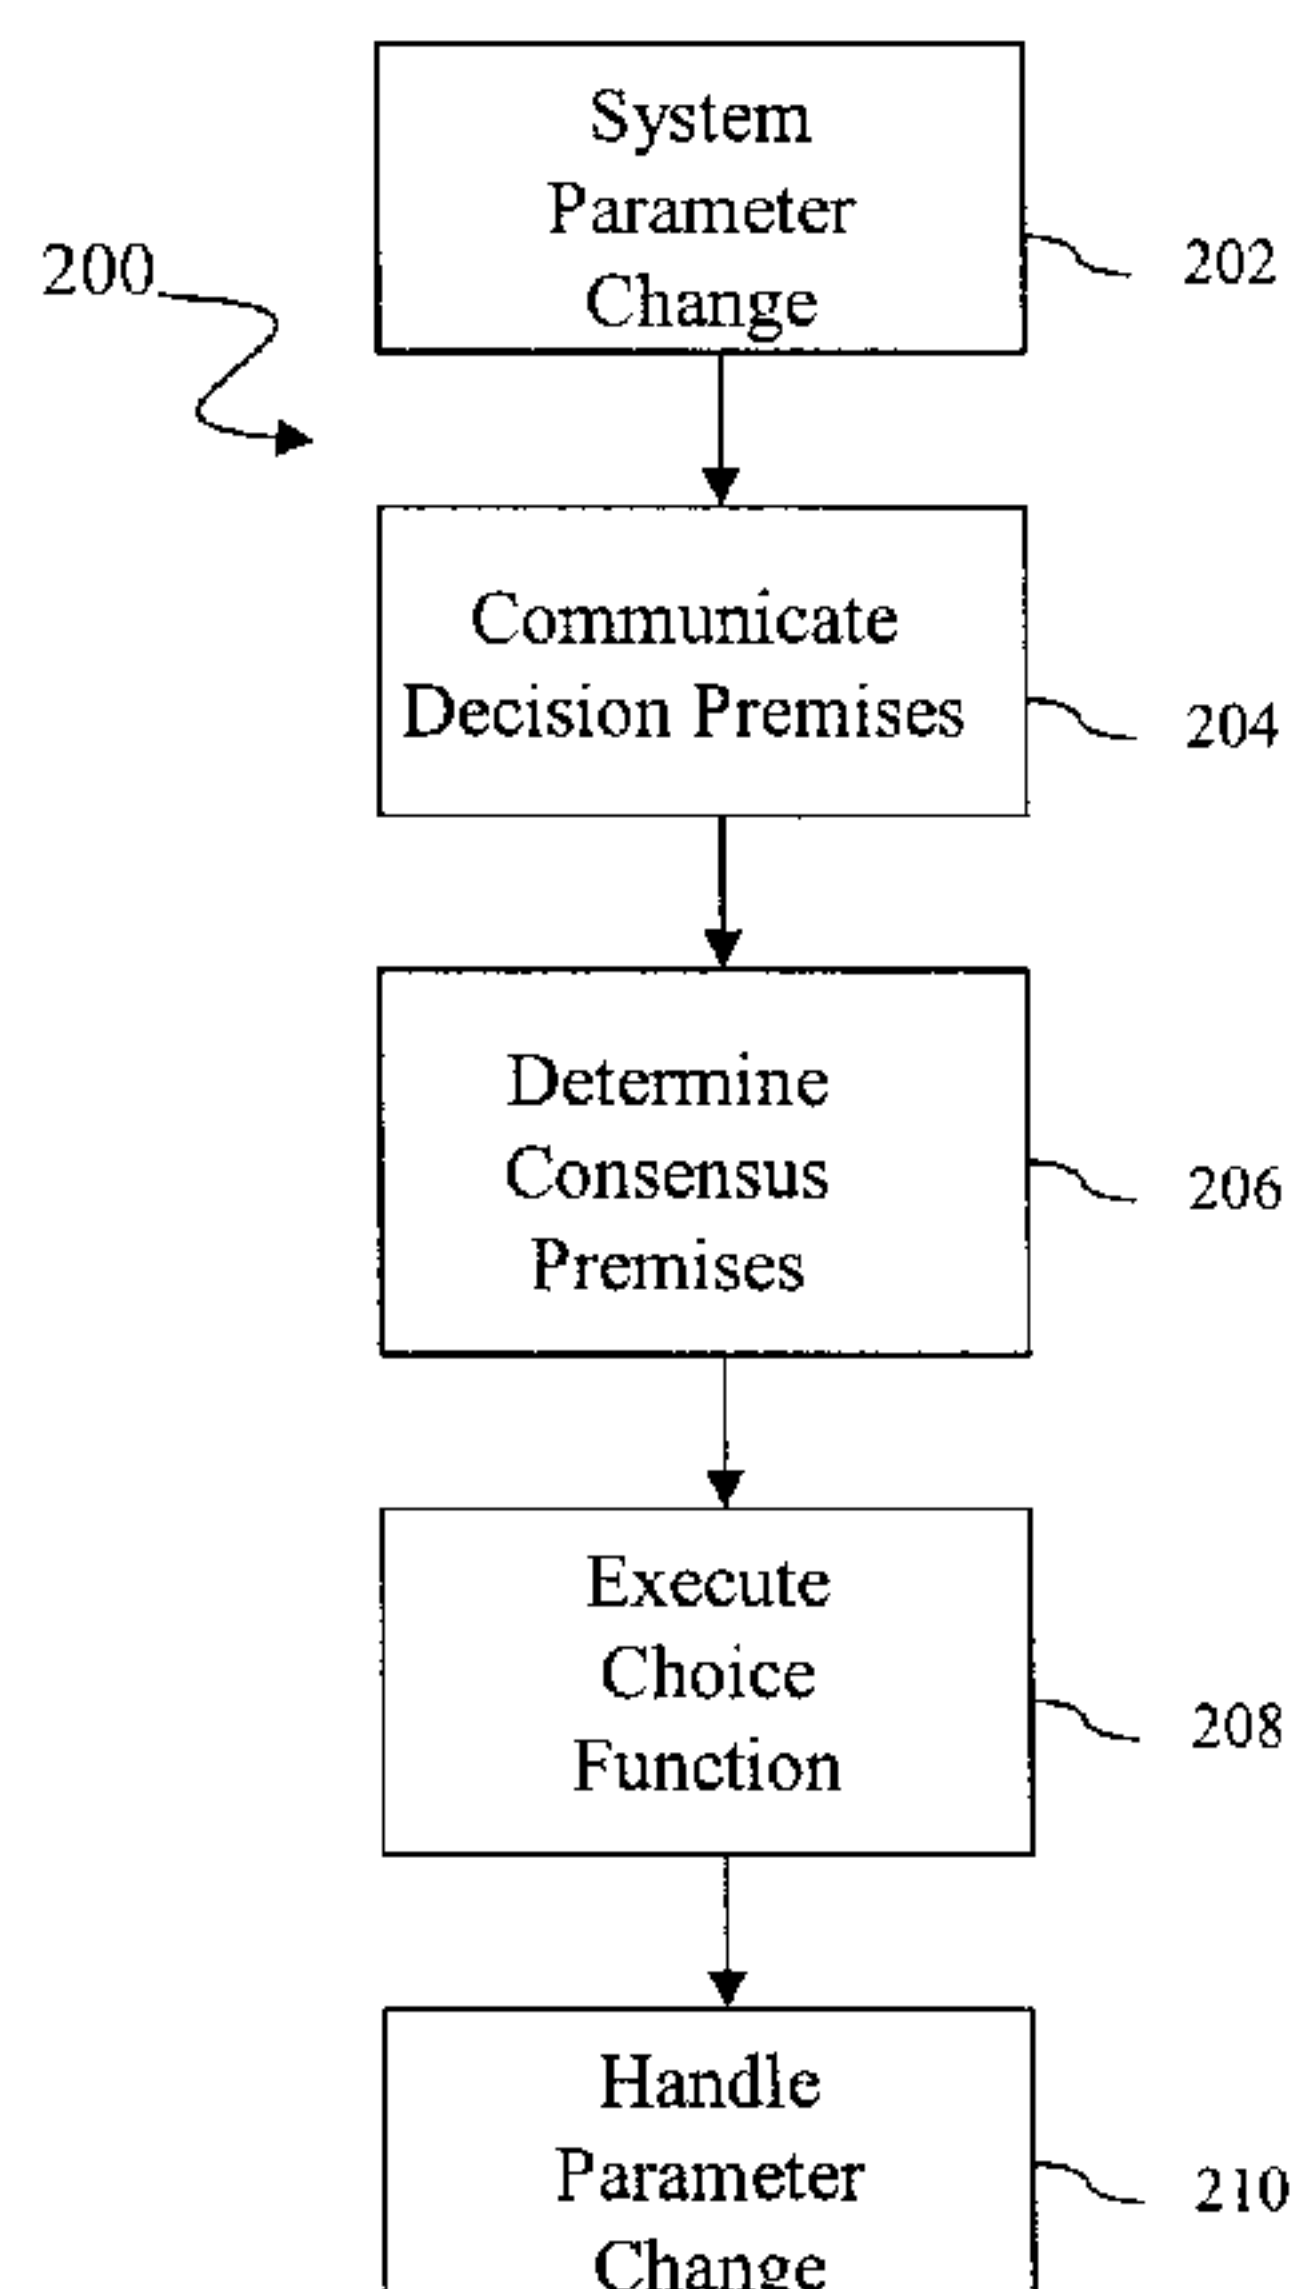 System
Parameter
Change
200
202
Communicate
Decision Premises
204
Determine
Consensus
Premises
206
Execute
Choice
Function
208
Handle
Parameter
Change
210